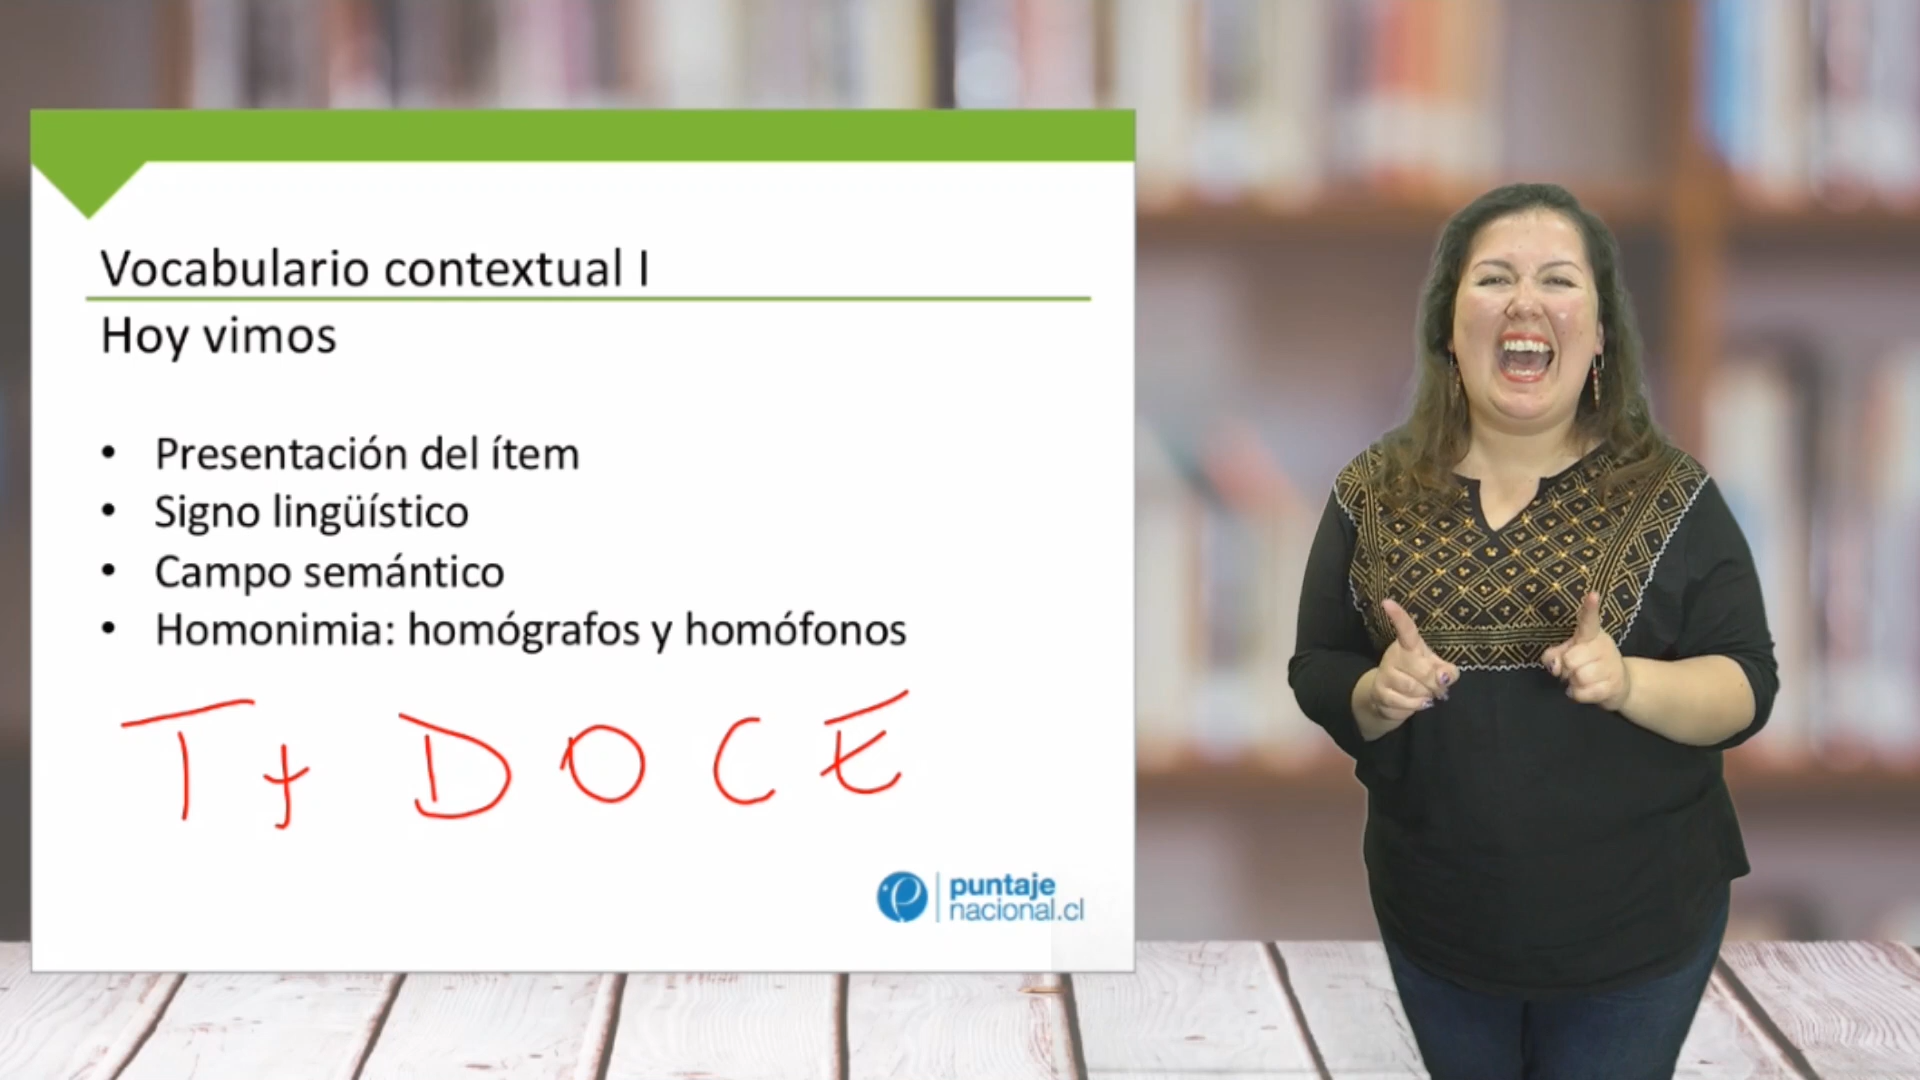 Vocabulario contextual I
Hoy vimos
• Presentación del ítem
• Signo lingüístico
• Campo semántico
• Homonimia: homógrafos y homófonos
T + DOCE
puntaje
nacional.cl